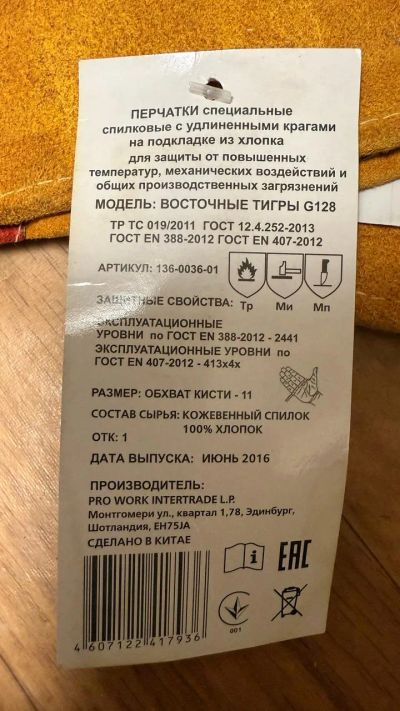 ПЕРЧАТКИ специальные
спилковые с удлиненными крагами
на подкладке из хлопка
для защиты от повышенных
температур, механических воздействий и
общих производственных загрязнений
МОДЕЛЬ: ВОСТОЧНЫЕ ТИГРЫ G128
ТР ТС 019/2011 ГОСТ 12.4.252-2013
ГОСТ EN 388-2012 ГОСТ EN 407-2012
АРТИКУЛ: 136-0036-01
ЗАЩИТНЫЕ СВОЙСТВА: Тр Ми Мп
ЭКСПЛУАТАЦИОННЫЕ
УРОВНИ по ГОСТ EN 388-2012 - 2441
ЭКСПЛУАТАЦИОННЫЕ УРОВНИ по
ГОСТ EN 407-2012 - 413х4х
РАЗМЕР: ОБХВАТ КИСТИ - 11
СОСТАВ СЫРЬЯ: КОЖЕВЕННЫЙ СПИЛОК
100% ХЛОПОК
ОТК: 1
ДАТА ВЫПУСКА: ИЮНЬ 2016
ПРОИЗВОДИТЕЛЬ:
PRO WORK INTERTRADE L.P.
Монтгомери ул., квартал 1,78, Эдинбург,
Шотландия, EH75JA
СДЕЛАНО В КИТАЕ
i EAC
001
4 607122 417936